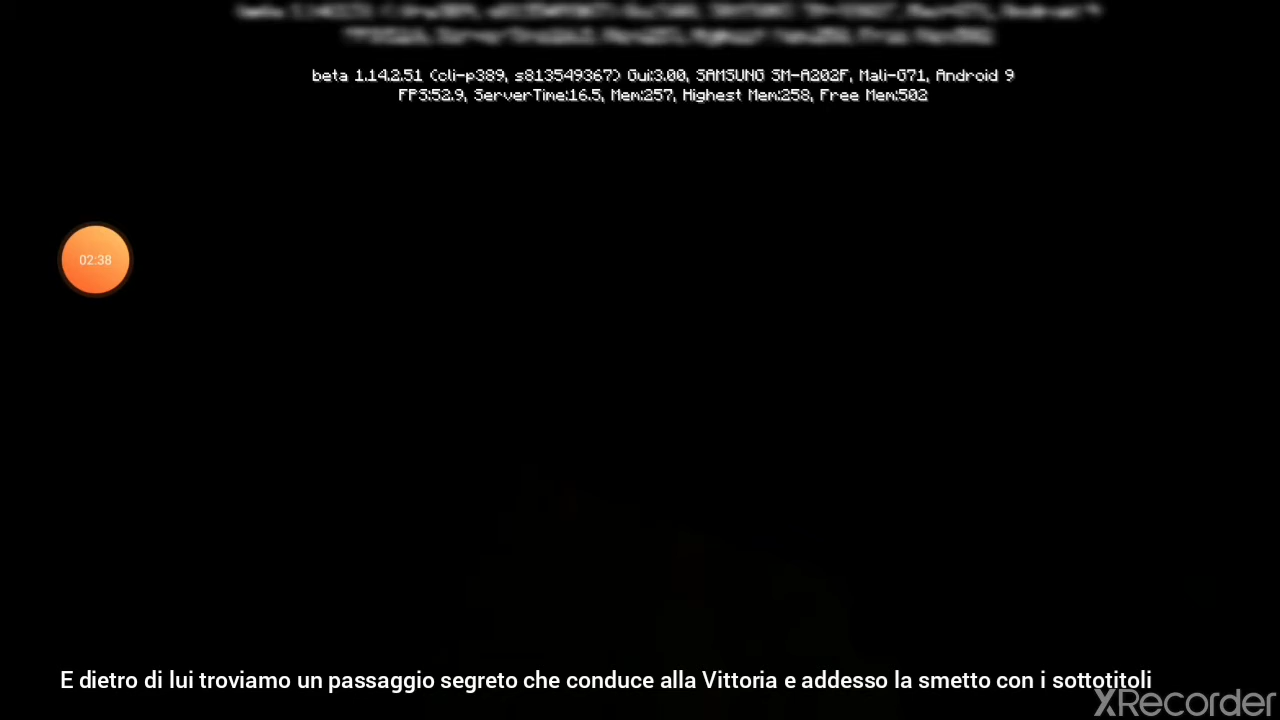 beta 1.14.2.51 (cli-p389, s813549367) Gui:3.00, SAMSUNG SM-A202F, Mali-G71, Android 9
FPS:52.9, ServerTime:16.5, Mem:257, Highest Mem:258, Free Mem:502
02:38
E dietro di lui troviamo un passaggio segreto che conduce alla Vittoria e addesso la smetto con i sottotitoli
XRecorder